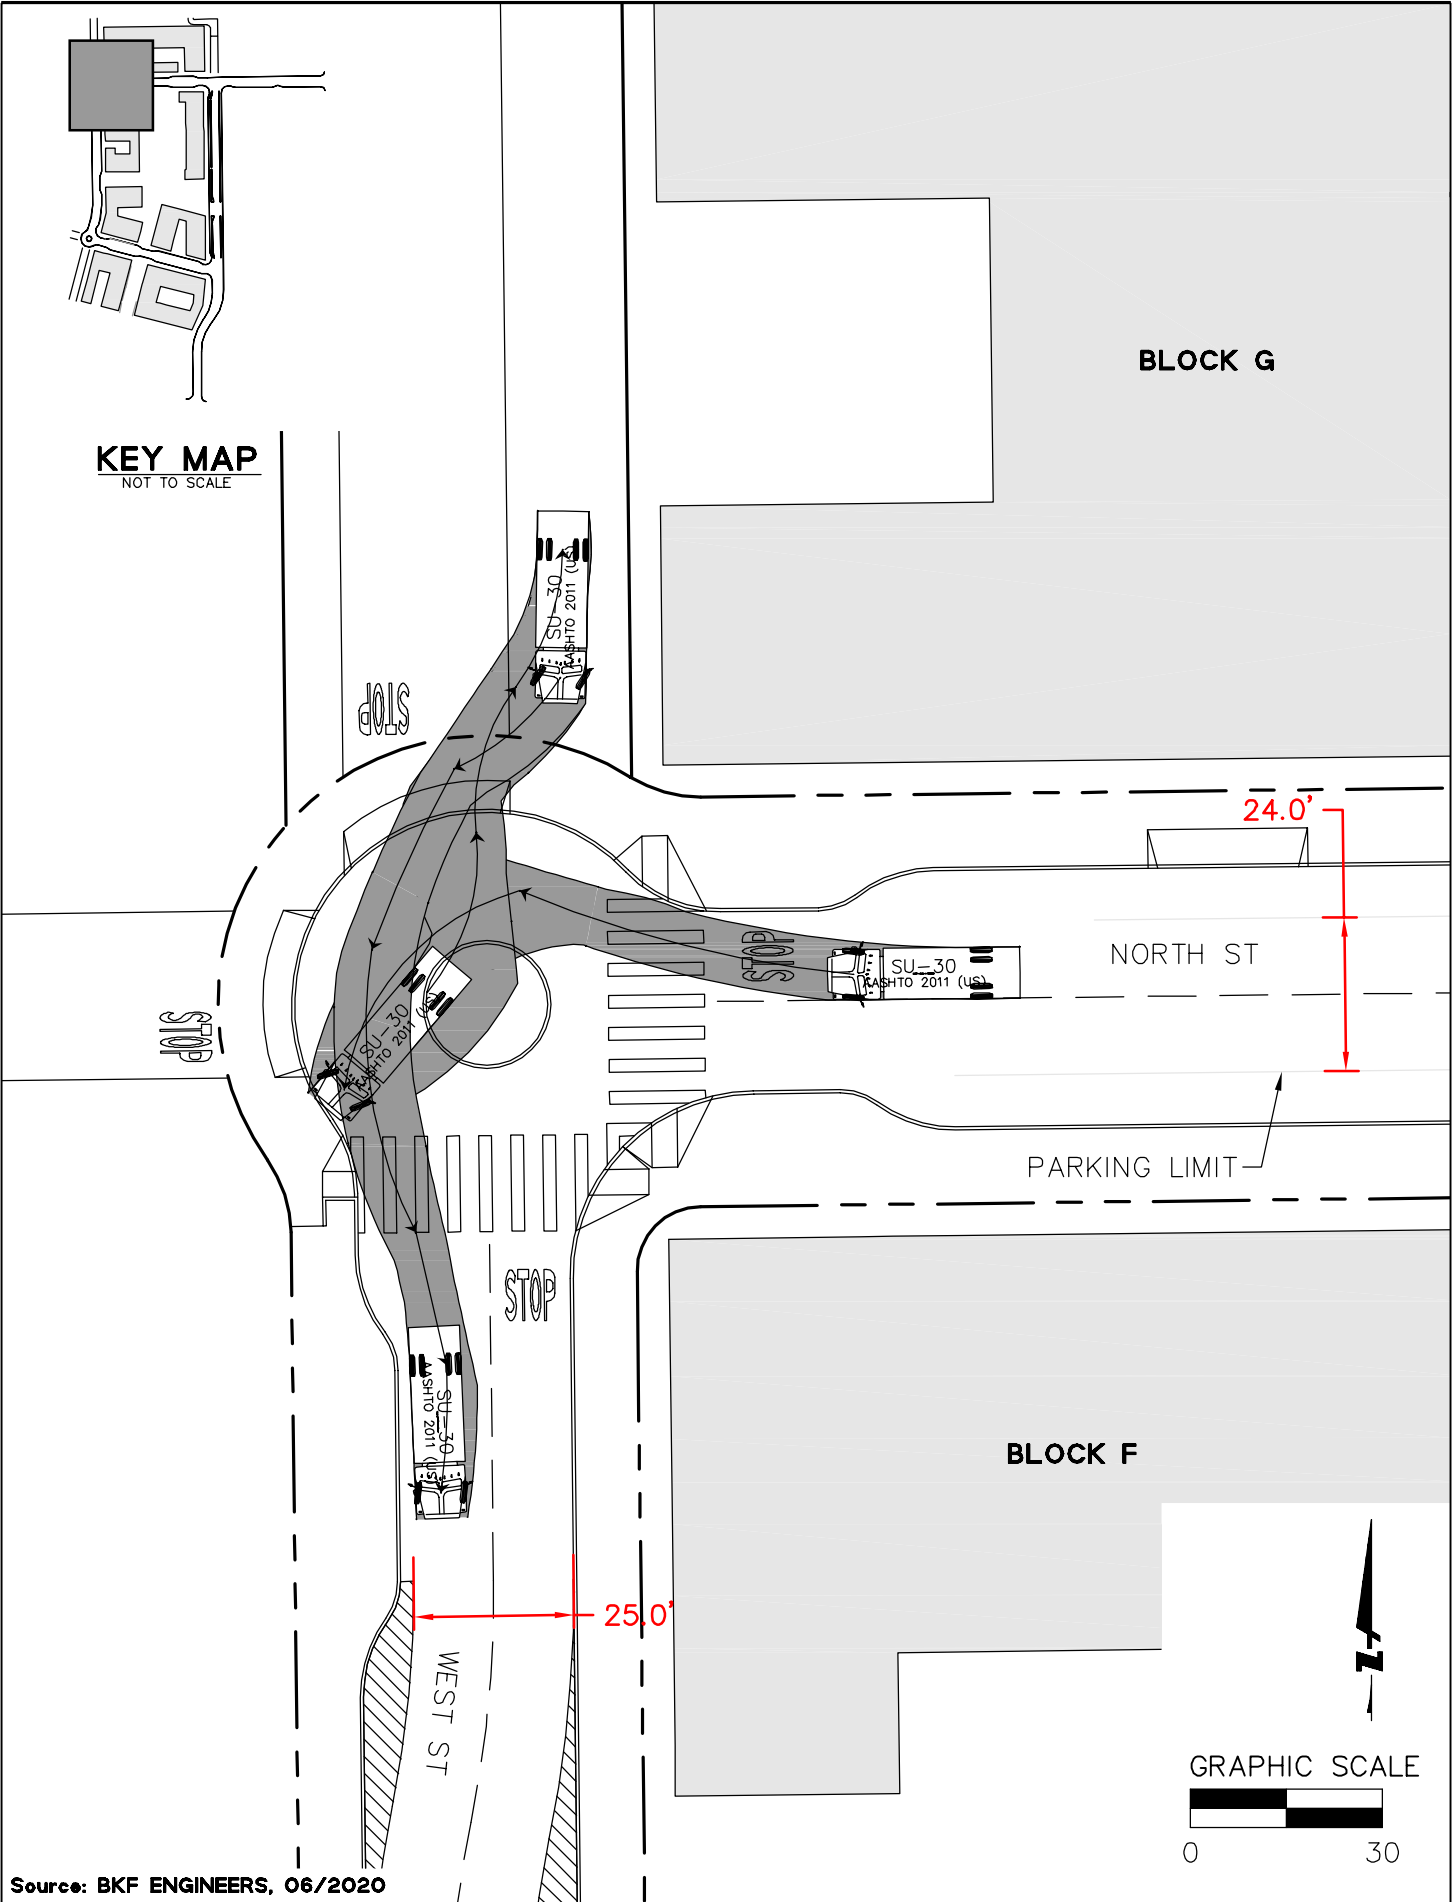 KEY MAP
NOT TO SCALE
BLOCK G
SU-30
AASHTO 2011 (US)
STOP
24.0'
NORTH ST
STOP
SU-30
AASHTO 2011 (US)
STOP
SU-30
AASHTO 2011 (US)
PARKING LIMIT
STOP
SU-30
AASHTO 2011 (US)
BLOCK F
25.0'
WEST ST
GRAPHIC SCALE
0 30
Source: BKF ENGINEERS, 06/2020